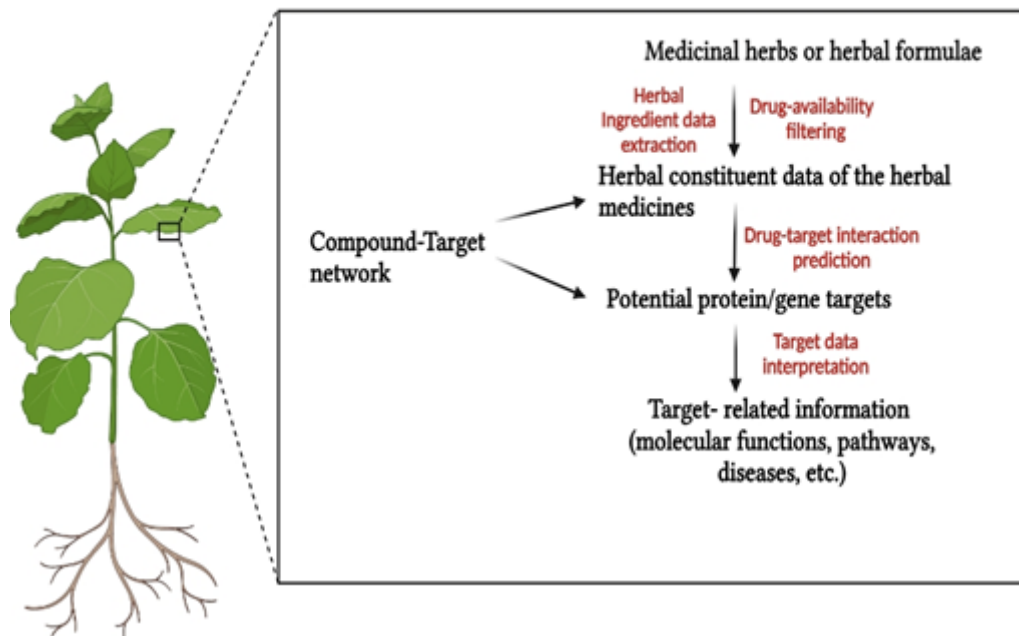 Medicinal herbs or herbal formulae
Herbal
Ingredient data
extraction
Drug-availability
filtering
Herbal constituent data of the herbal
medicines
Drug-target interaction
prediction
Compound-Target
network
Potential protein/gene targets
Target data
interpretation
Target- related information
(molecular functions, pathways,
diseases, etc.)